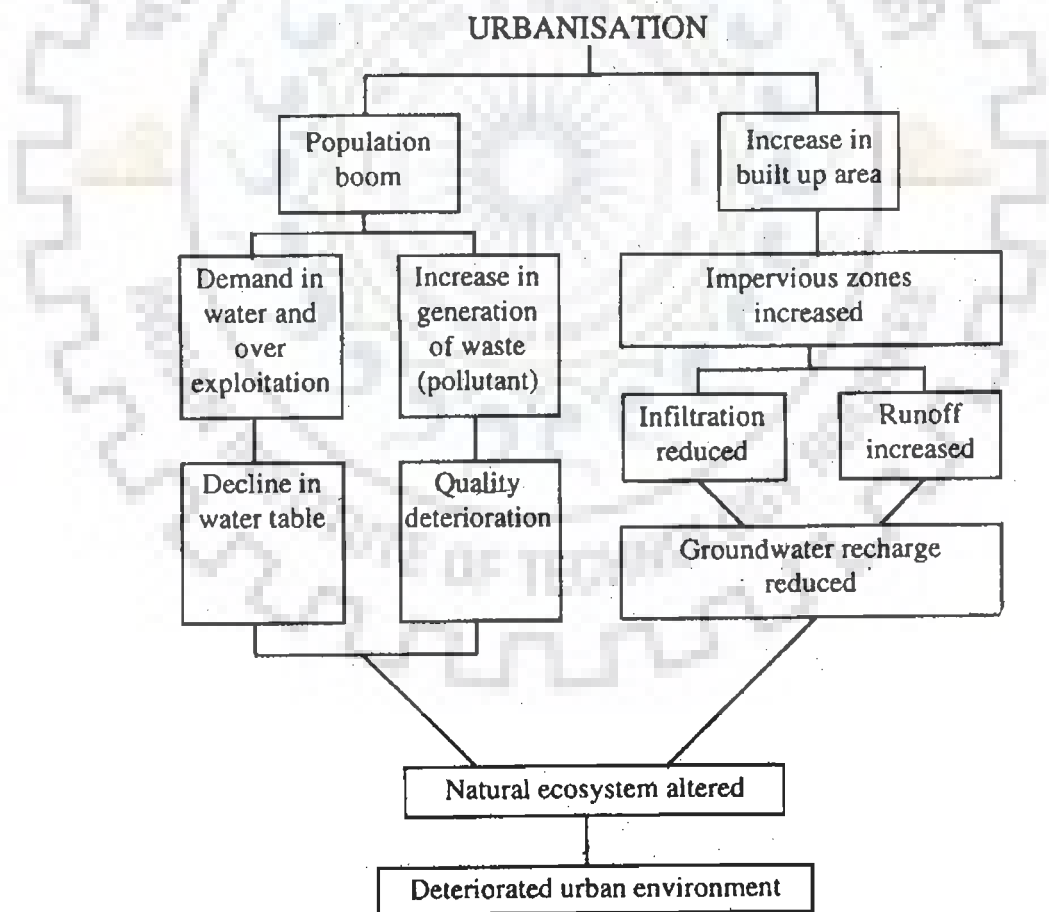 URBANISATION
Population
boom
Increase in
built up area
Demand in
water and
over
exploitation
Increase in
generation
of waste
(pollutant)
Impervious zones
increased
Infiltration
reduced
Runoff
increased
Decline in
water table
Quality
deterioration
Groundwater recharge
reduced
Natural ecosystem altered
Deteriorated urban environment